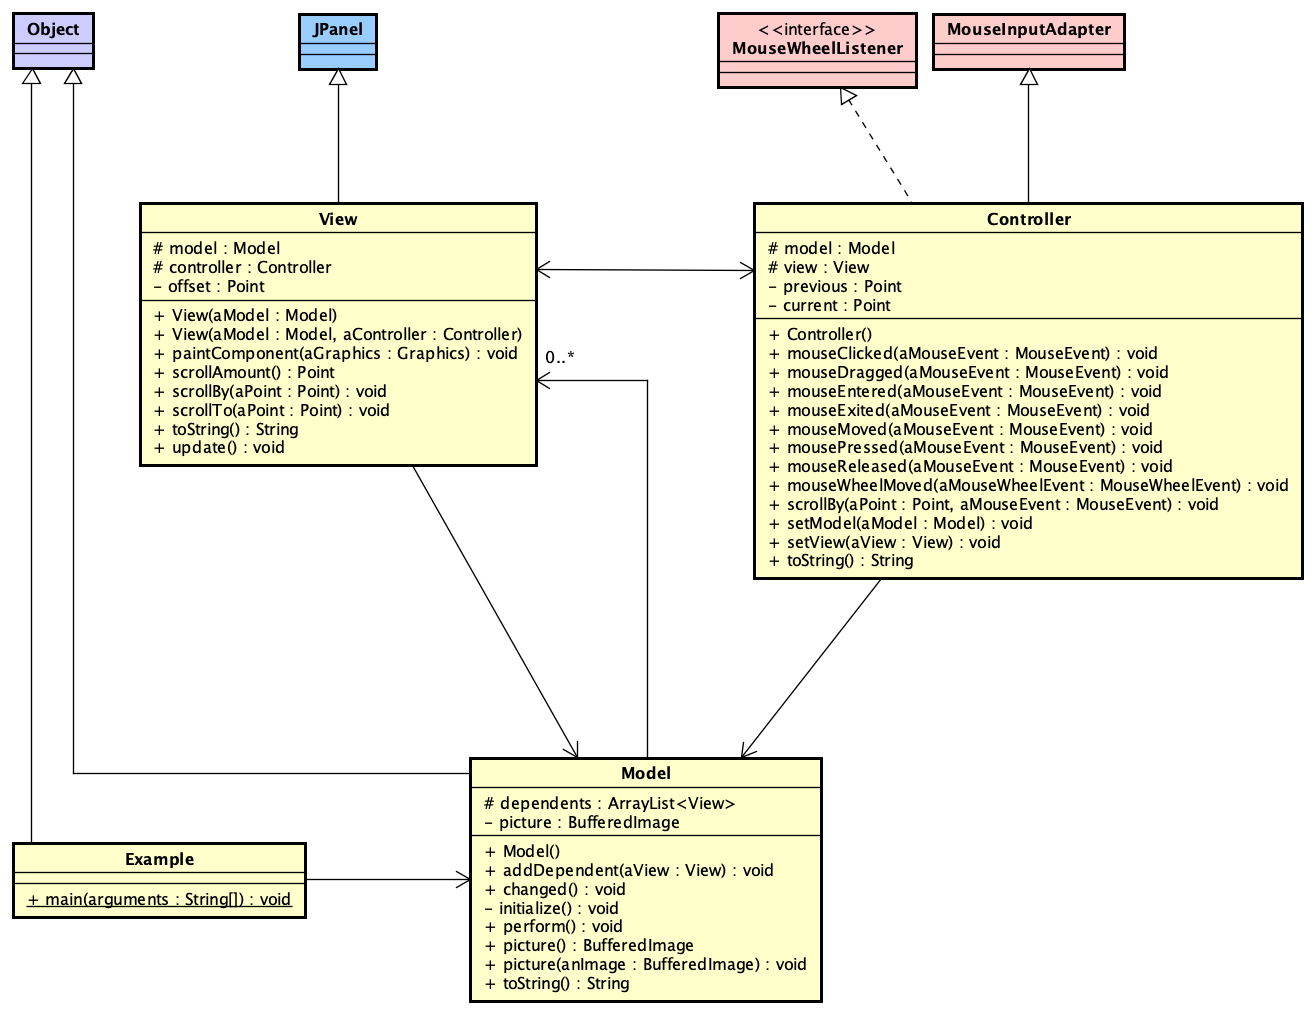 Object
JPanel
<<interface>>
MouseWheelListener
MouseInputAdapter
View
# model : Model
# controller : Controller
- offset : Point
+ View(aModel : Model)
+ View(aModel : Model, aController : Controller)
+ paintComponent(aGraphics : Graphics) : void
+ scrollAmount() : Point
+ scrollBy(aPoint : Point) : void
+ scrollTo(aPoint : Point) : void
+ toString() : String
+ update() : void
0..*
Controller
# model : Model
# view : View
- previous : Point
- current : Point
+ Controller()
+ mouseClicked(aMouseEvent : MouseEvent) : void
+ mouseDragged(aMouseEvent : MouseEvent) : void
+ mouseEntered(aMouseEvent : MouseEvent) : void
+ mouseExited(aMouseEvent : MouseEvent) : void
+ mouseMoved(aMouseEvent : MouseEvent) : void
+ mousePressed(aMouseEvent : MouseEvent) : void
+ mouseReleased(aMouseEvent : MouseEvent) : void
+ mouseWheelMoved(aMouseWheelEvent : MouseWheelEvent) : void
+ scrollBy(aPoint : Point, aMouseEvent : MouseEvent) : void
+ setModel(aModel : Model) : void
+ setView(aView : View) : void
+ toString() : String
Model
# dependents : ArrayList<View>
- picture : BufferedImage
+ Model()
+ addDependent(aView : View) : void
+ changed() : void
- initialize() : void
+ perform() : void
+ picture() : BufferedImage
+ picture(anImage : BufferedImage) : void
+ toString() : String
Example
+ main(arguments : String[]) : void